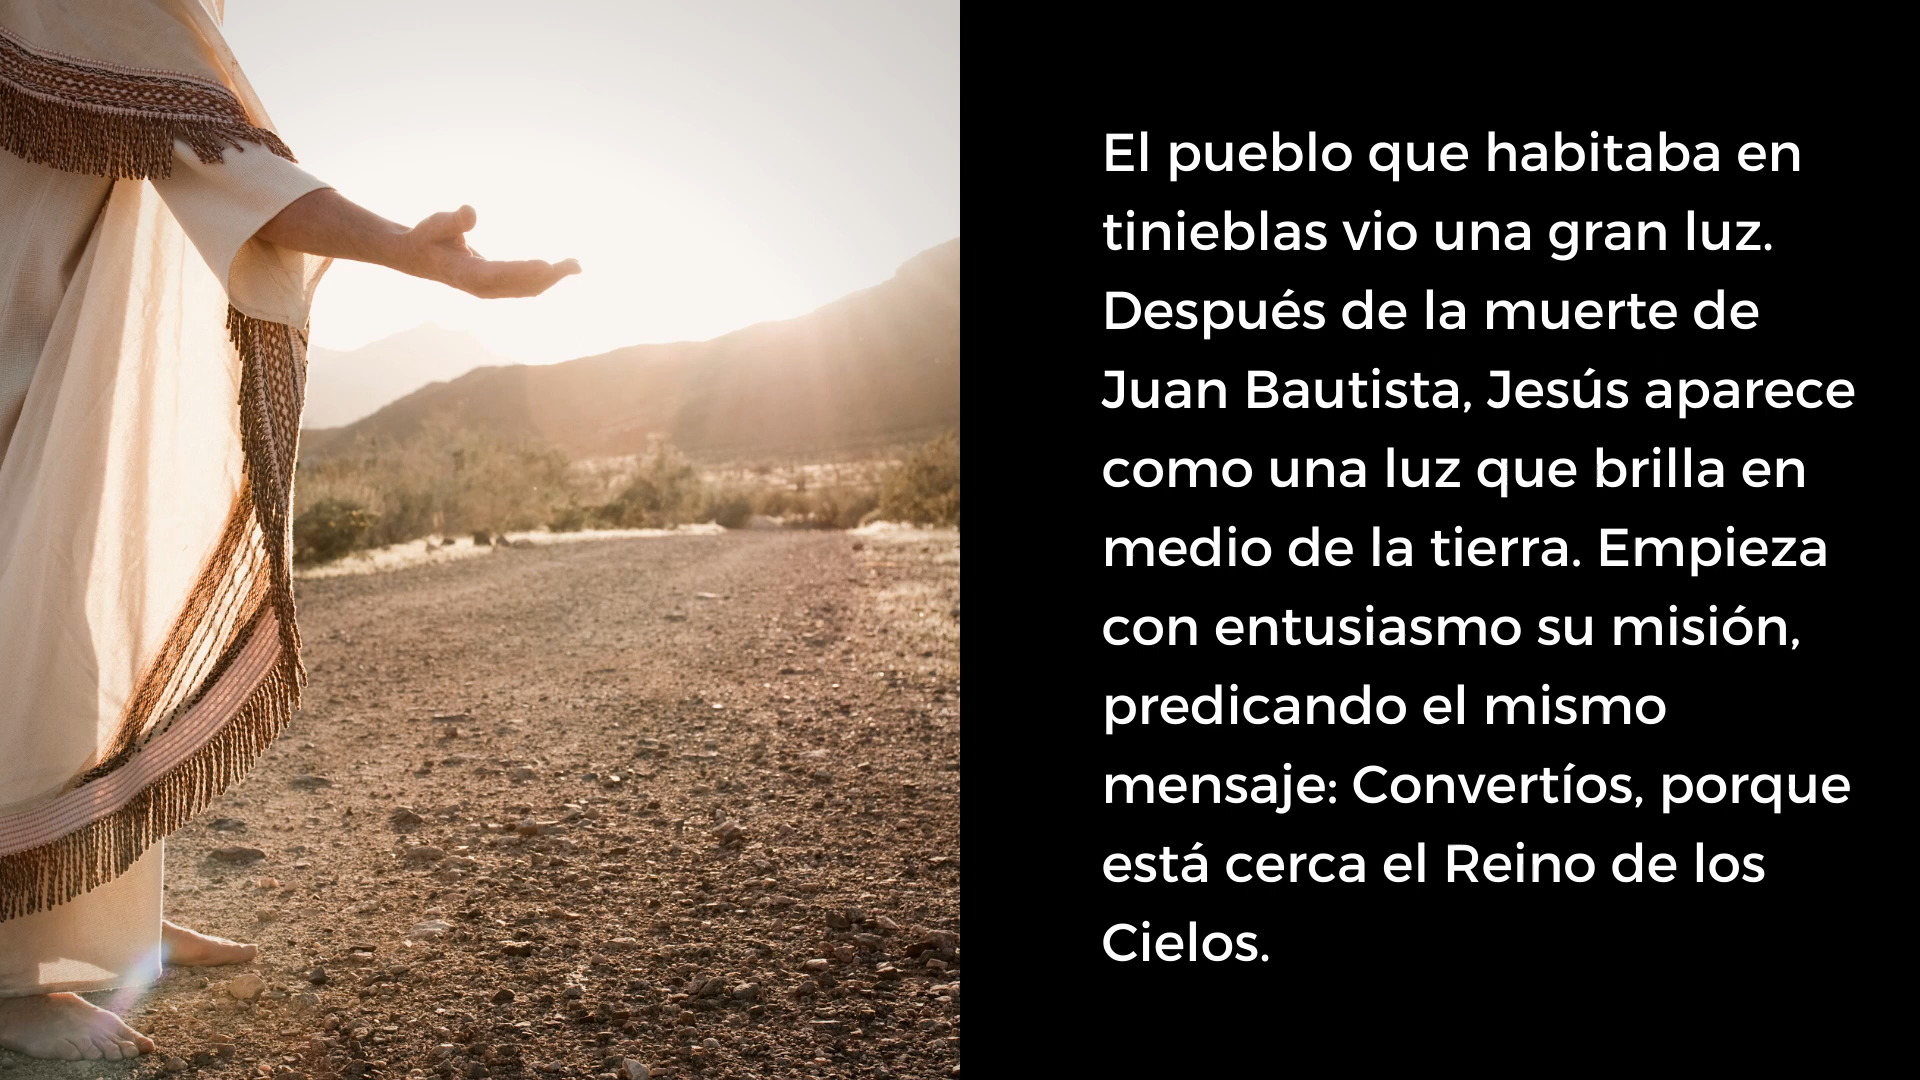 El pueblo que habitaba en
tinieblas vio una gran luz.
Después de la muerte de
Juan Bautista, Jesús aparece
como una luz que brilla en
medio de la tierra. Empieza
con entusiasmo su misión,
predicando el mismo
mensaje: Convertíos, porque
está cerca el Reino de los
Cielos.